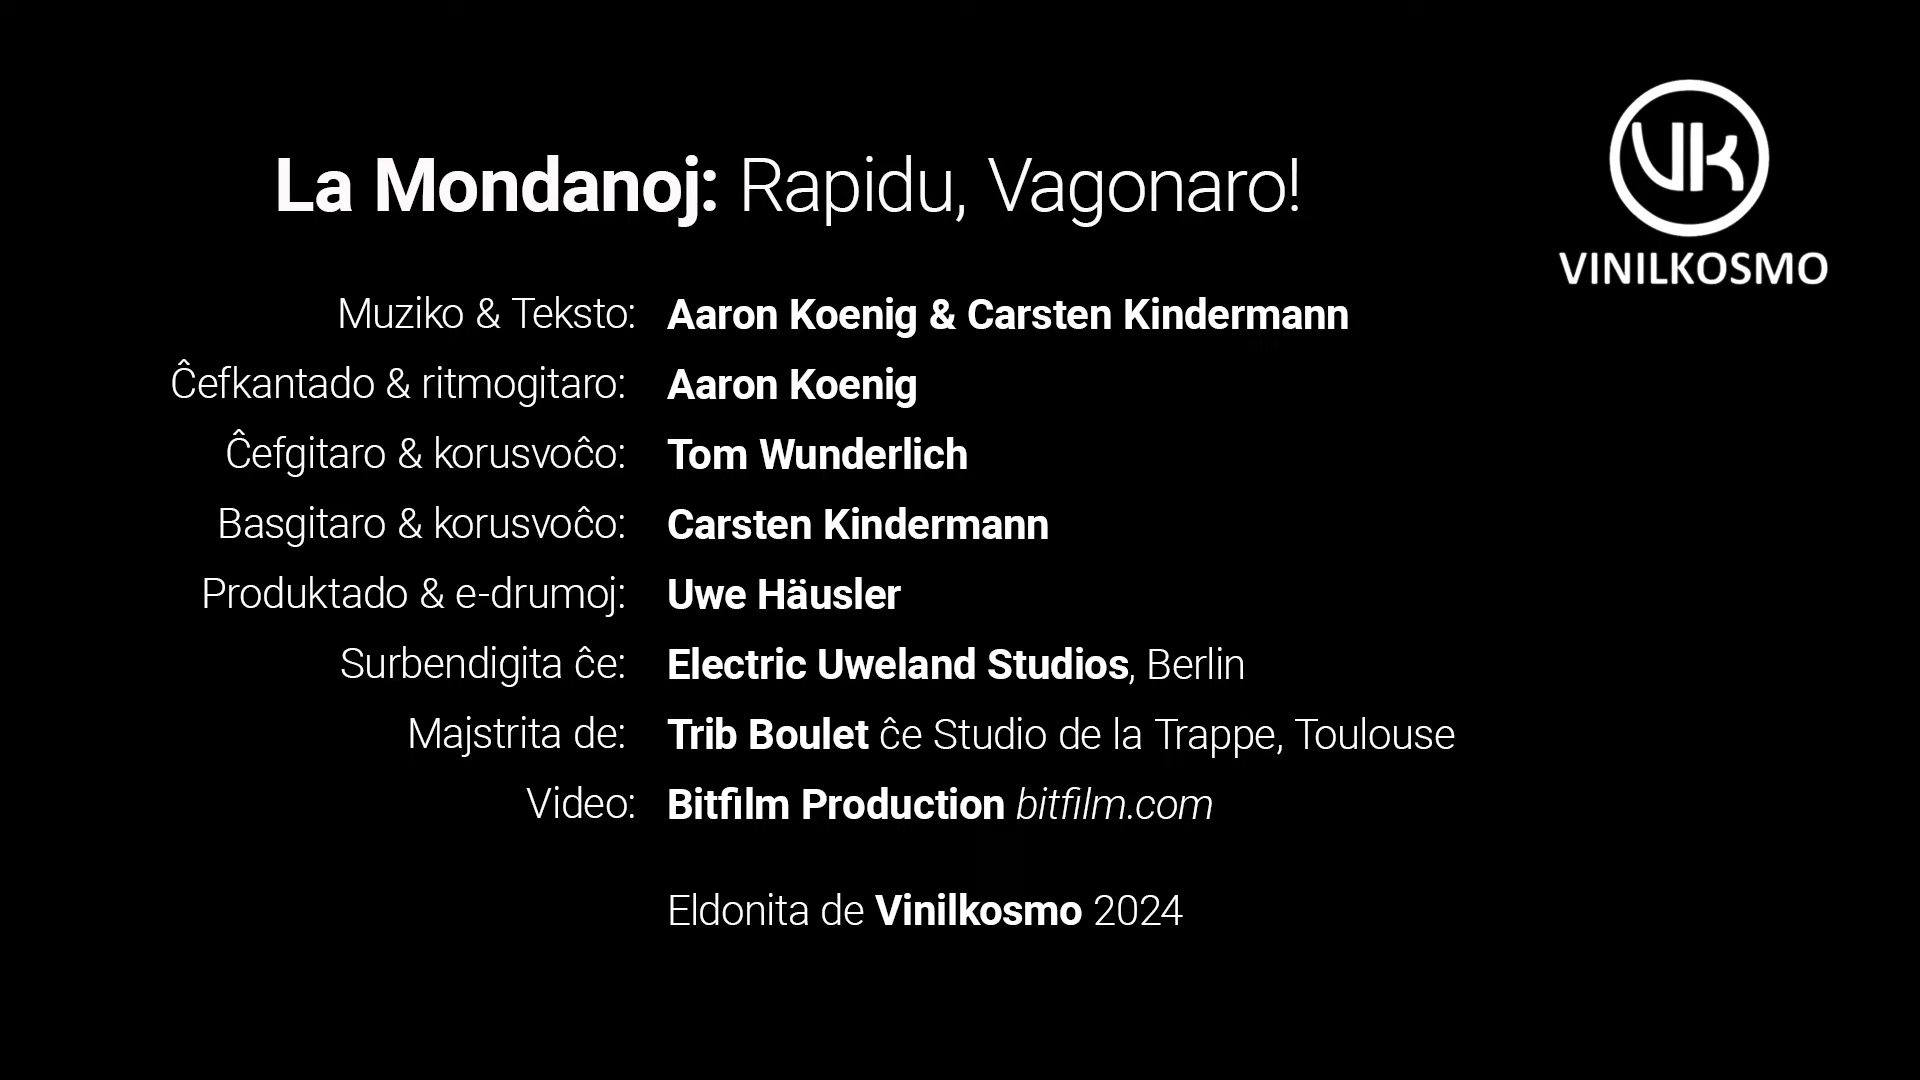 La Mondanoj: Rapidu, Vagonaro!
VK
VINILKOSMO
Muziko & Teksto: Aaron Koenig & Carsten Kindermann
Ĉefkantado & ritmogitaro: Aaron Koenig
Ĉefgitaro & korusvoĉo: Tom Wunderlich
Basgitaro & korusvoĉo: Carsten Kindermann
Produktado & e-drumoj: Uwe Häusler
Surbendigita ĉe: Electric Uweland Studios, Berlin
Majstrita de: Trib Boulet ĉe Studio de la Trappe, Toulouse
Video: Bitfilm Production bitfilm.com
Eldonita de Vinilkosmo 2024